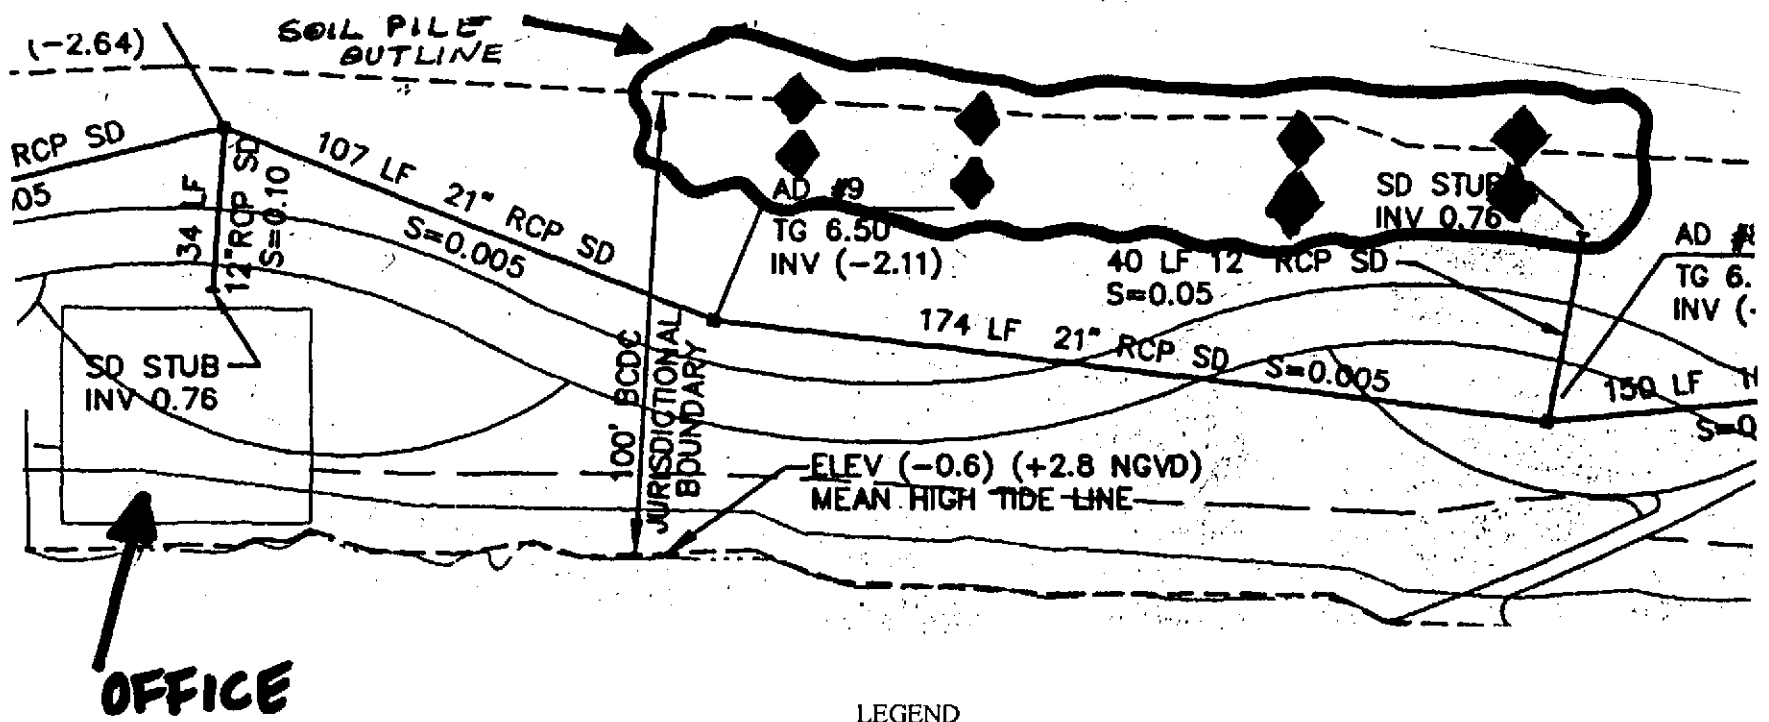 (-2.64)
SOIL PILE
OUTLINE
RCP SD
05
34 LF
12" RCP SD
S=0.10
107 LF 21" RCP SD
S=0.005
AD #9
TG 6.50
INV (-2.11)
SD STUB
INV 0.76
40 LF 12 RCP SD
S=0.05
AD #8
TG 6.
INV (-
174 LF 21" RCP SD S=0.005
150 LF
S=0
SD STUB
INV 0.76
100' BCDC
JURISDICTIONAL
BOUNDARY
ELEV (-0.6) (+2.8 NGVD)
MEAN HIGH TIDE LINE
OFFICE
LEGEND